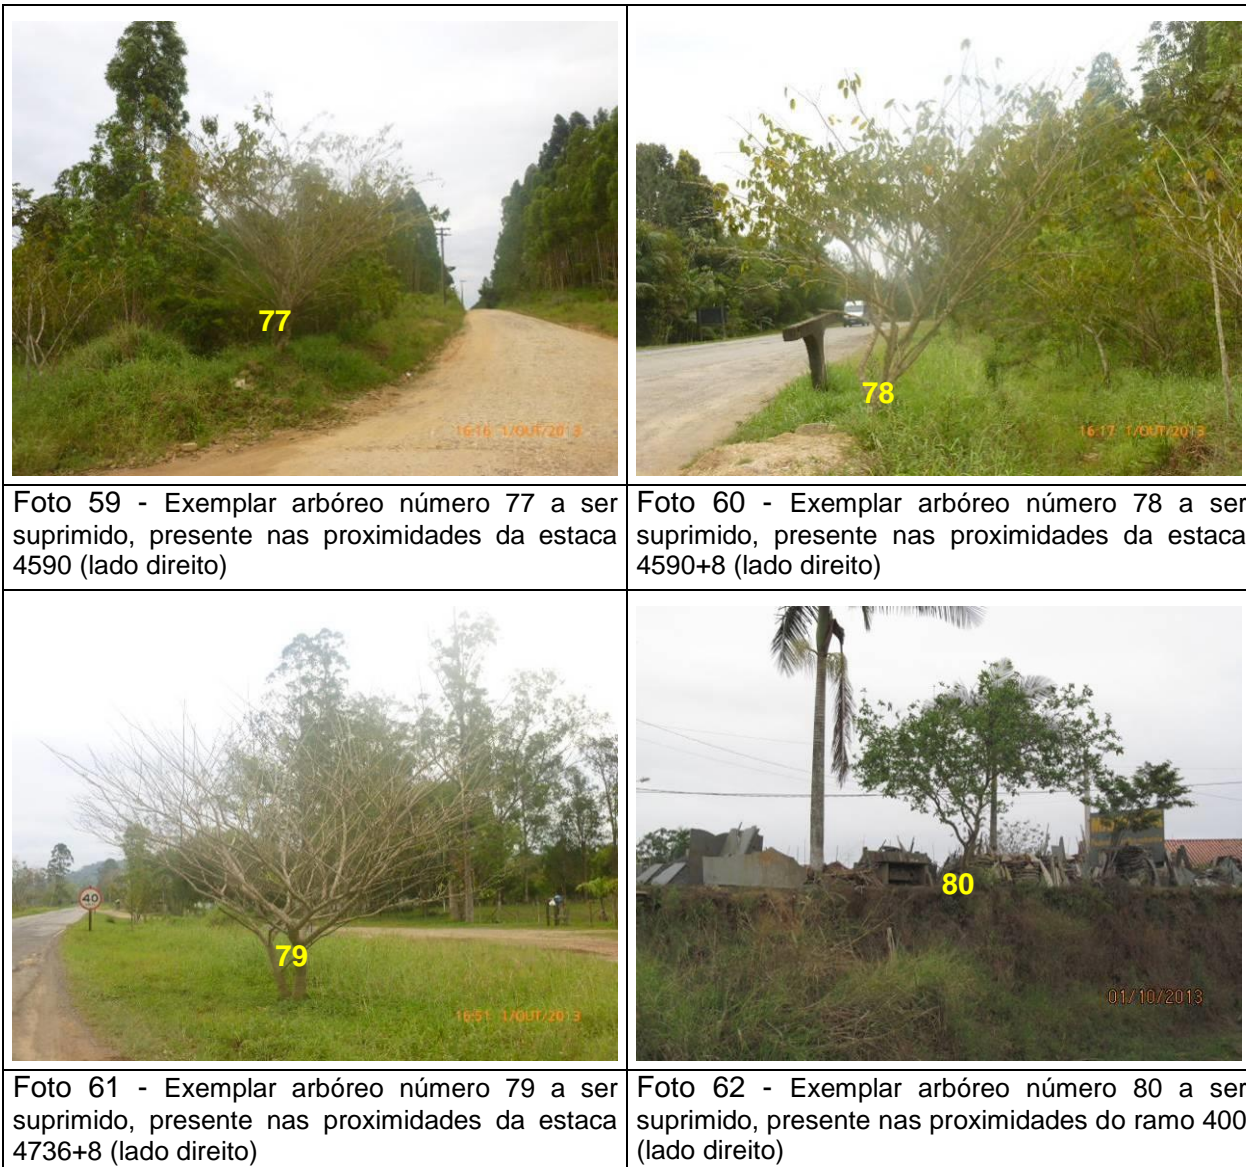 77
16:16 1/OUT/2013
78
16:17 1/OUT/2013
Foto 59 - Exemplar arbóreo número 77 a ser
suprimido, presente nas proximidades da estaca
4590 (lado direito)
Foto 60 - Exemplar arbóreo número 78 a ser
suprimido, presente nas proximidades da estaca
4590+8 (lado direito)
40
79
16:51 1/OUT/2013
80
01/10/2013
Foto 61 - Exemplar arbóreo número 79 a ser
suprimido, presente nas proximidades da estaca
4736+8 (lado direito)
Foto 62 - Exemplar arbóreo número 80 a ser
suprimido, presente nas proximidades do ramo 400
(lado direito)